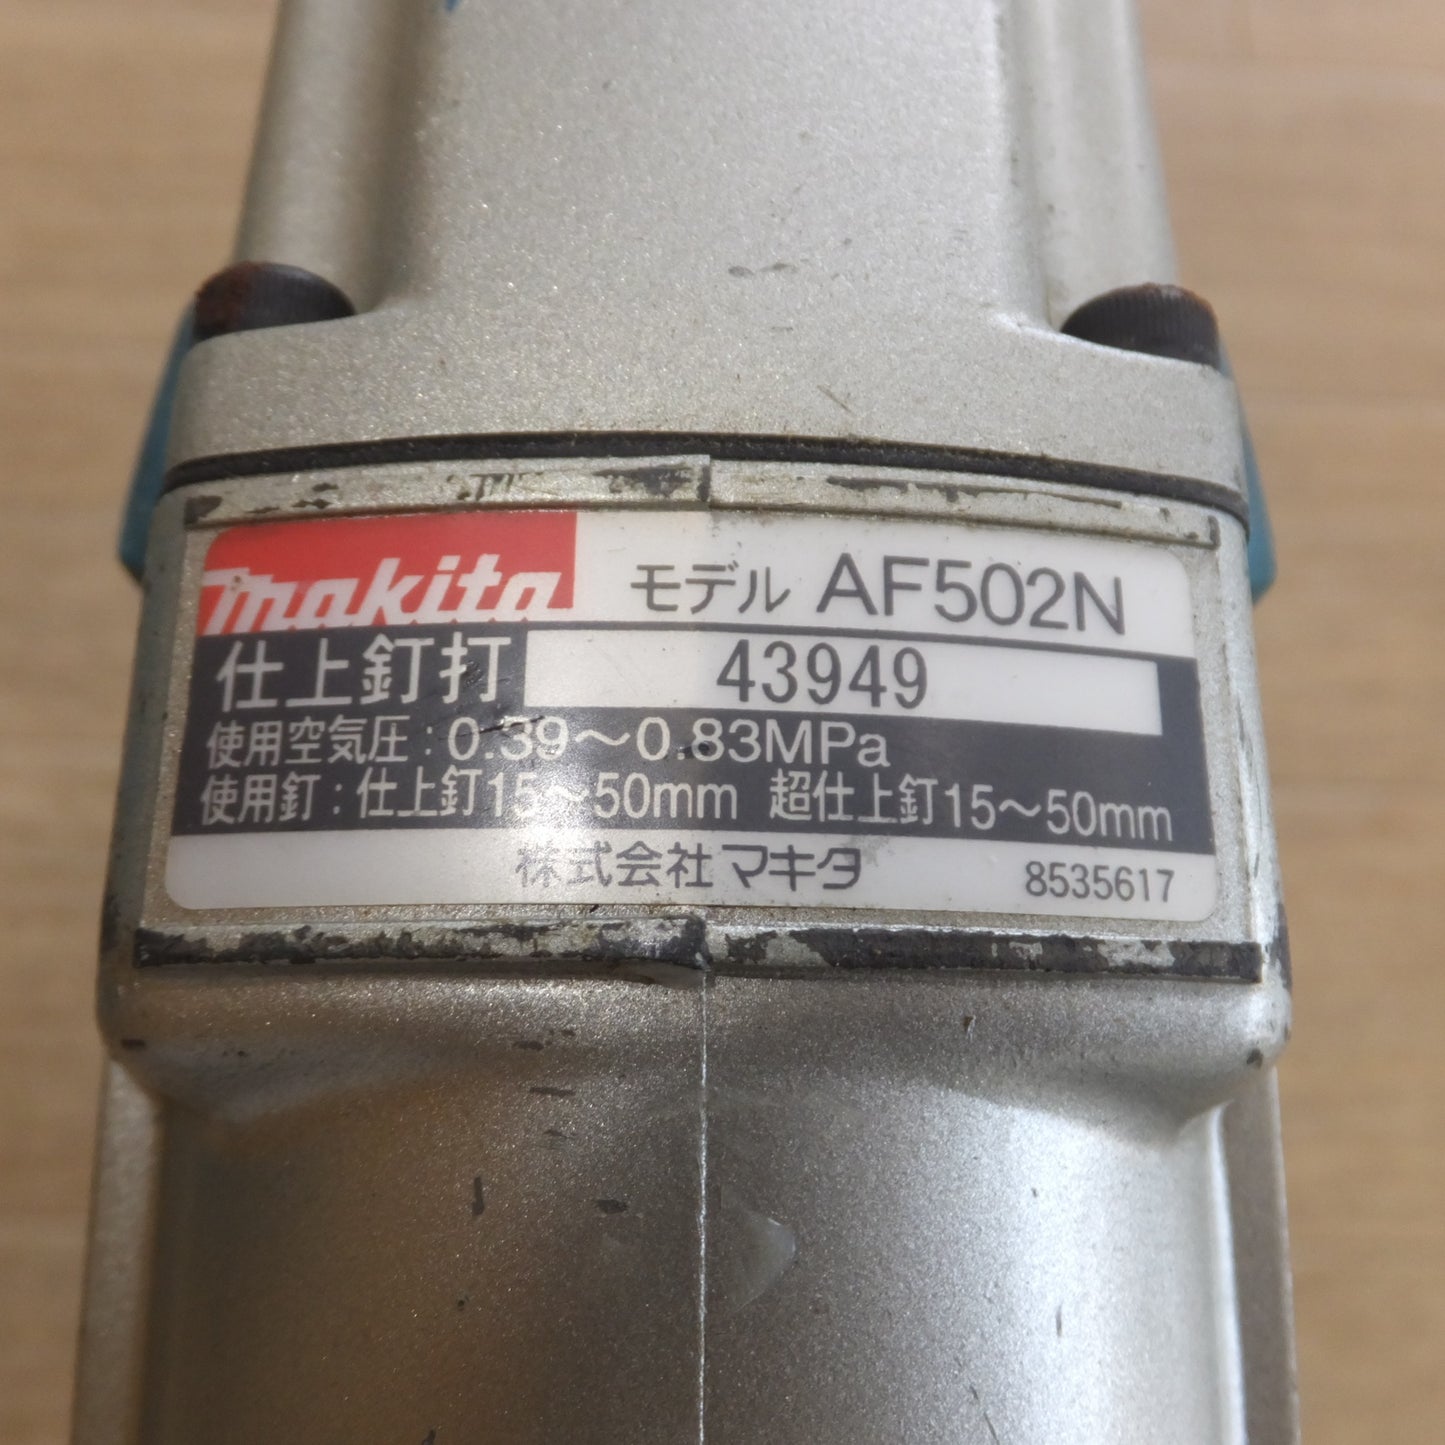 makita モデル AF502N
仕上釘打 43949
使用空気圧:0.39～0.83MPa
使用釘:仕上釘15～50mm 超仕上釘15～50mm
株式会社マキタ 8535617